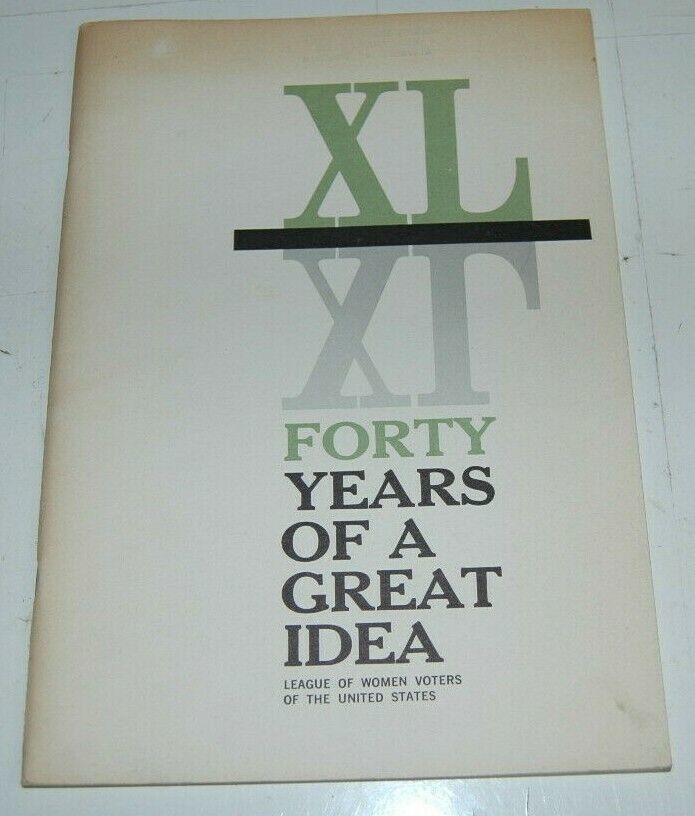 XL
XL
FORTY
YEARS
OF A
GREAT
IDEA
LEAGUE OF WOMEN VOTERS
OF THE UNITED STATES